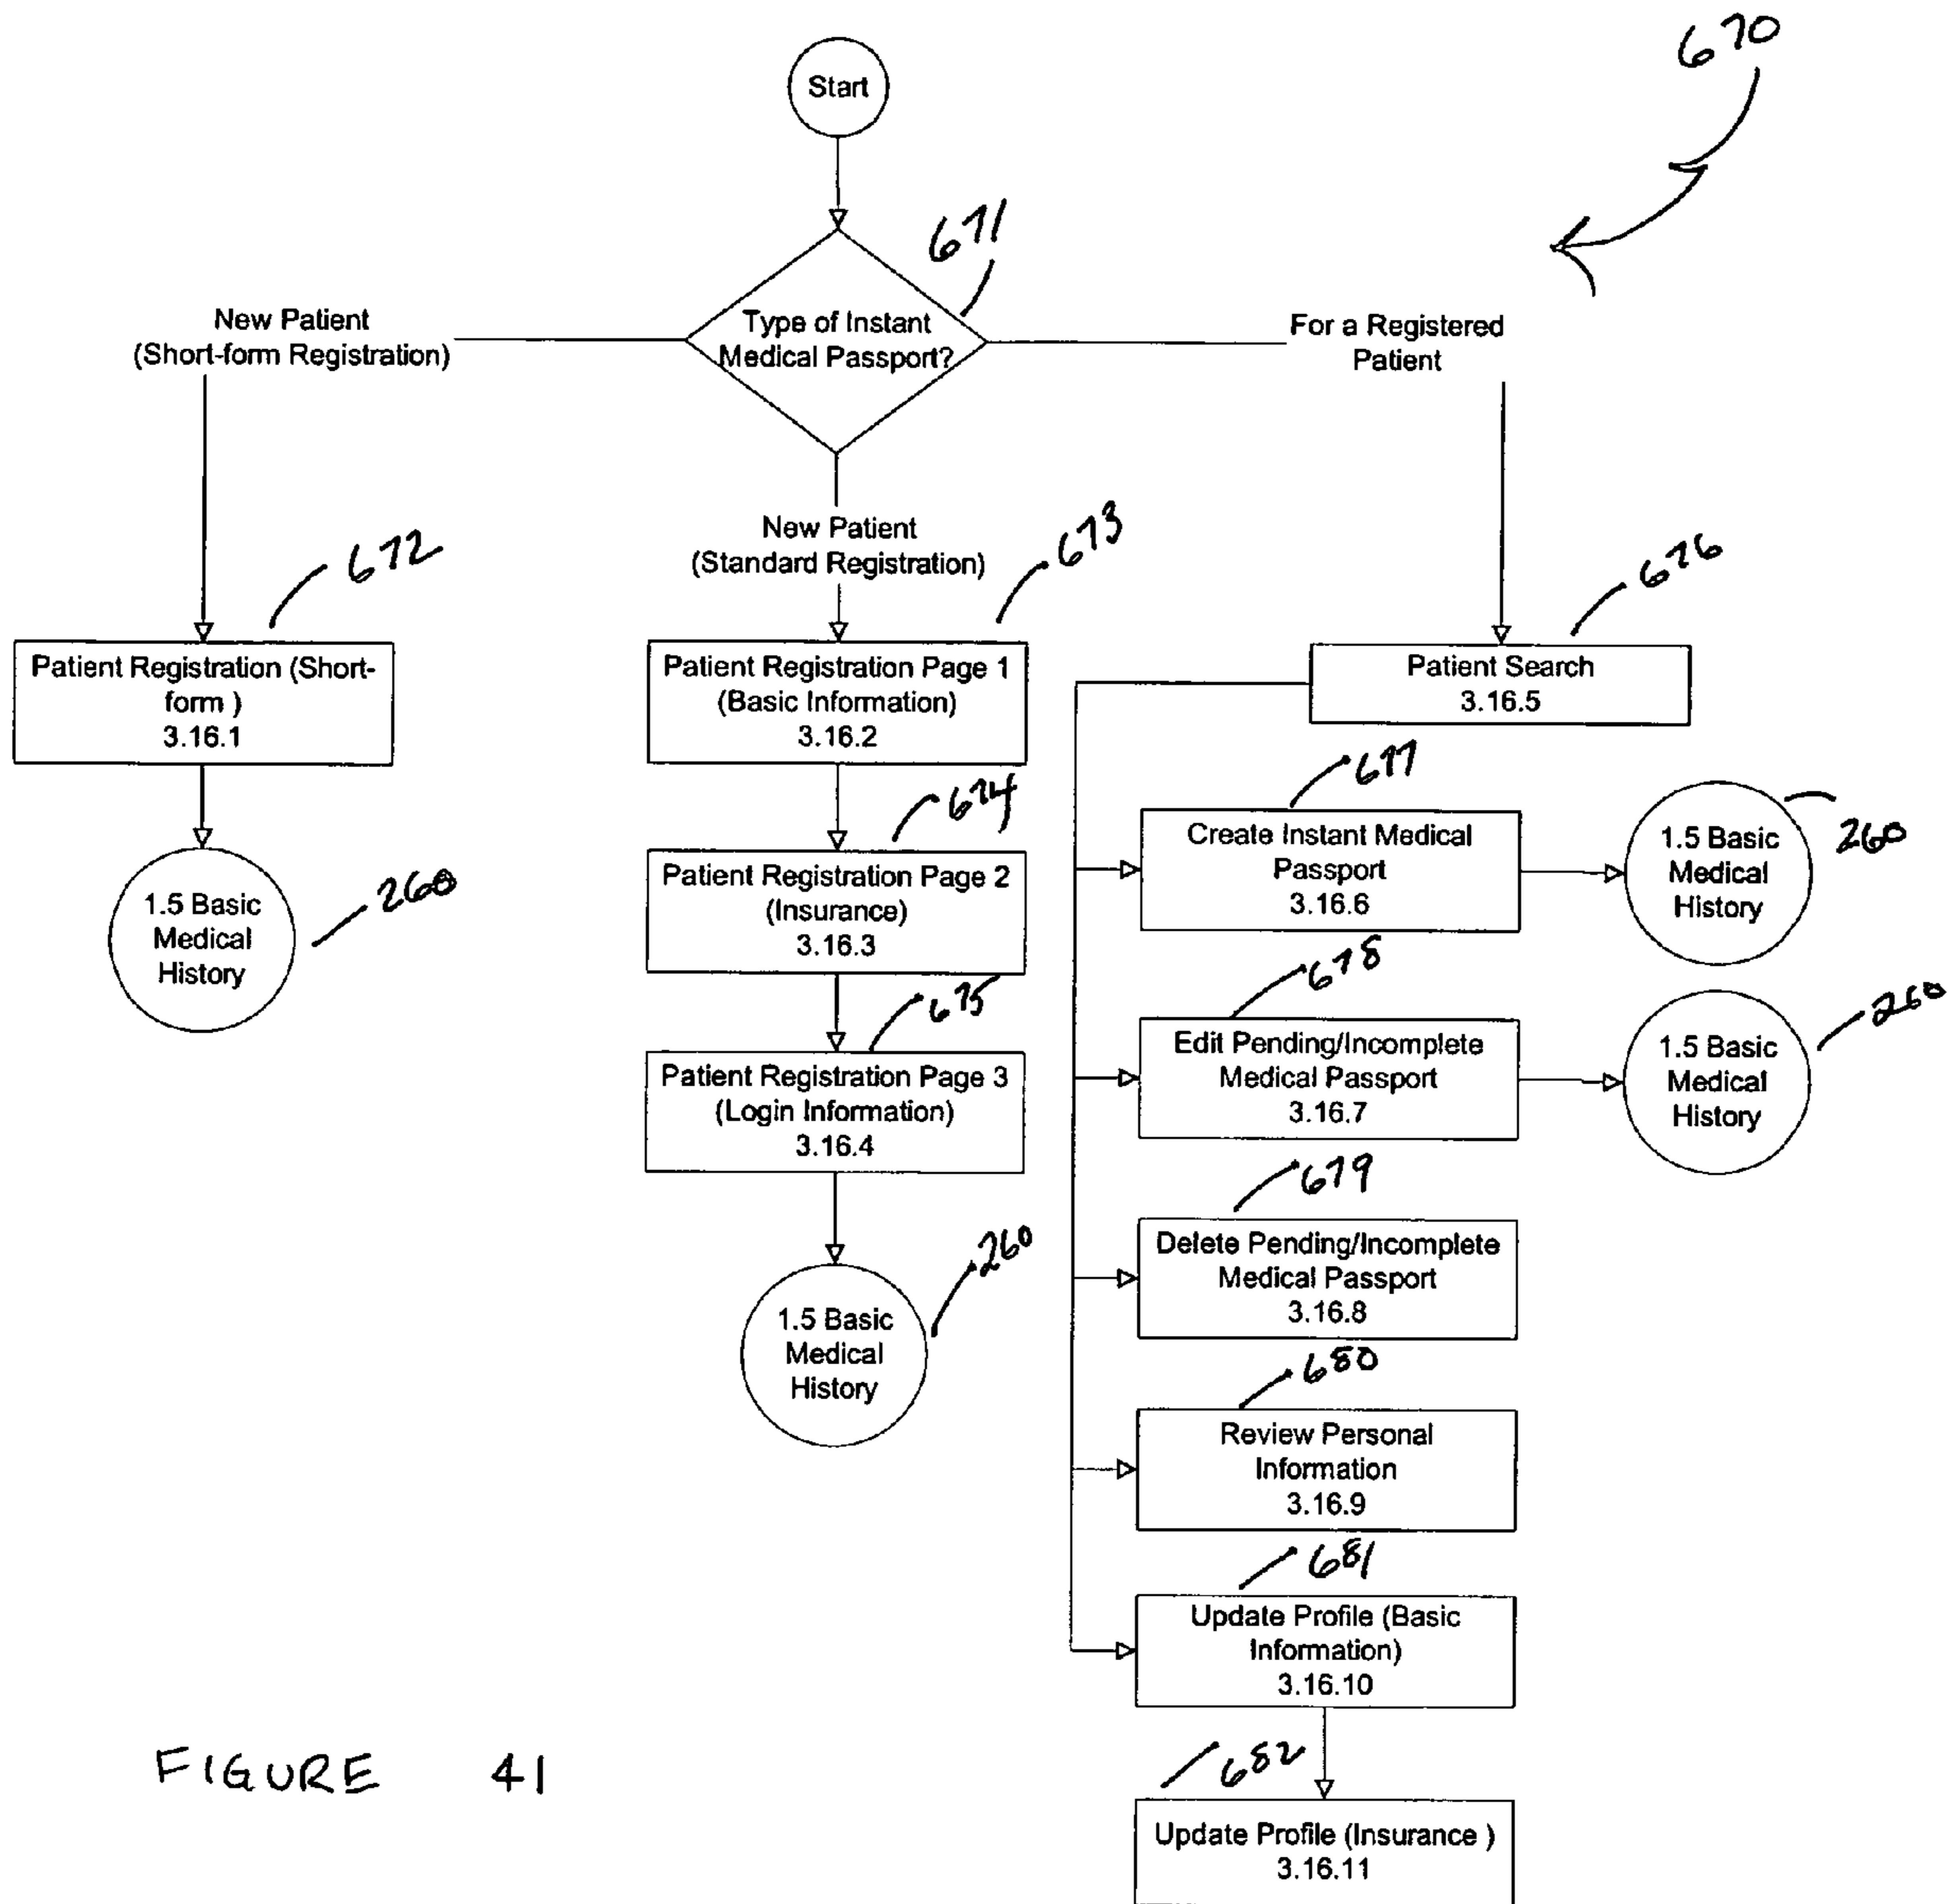 670
Start
671
Type of Instant
Medical Passport?
New Patient
(Short-form Registration)
For a Registered
Patient
New Patient
(Standard Registration)
672
Patient Registration (Short-
form )
3.16.1
260
1.5 Basic
Medical
History
673
Patient Registration Page 1
(Basic Information)
3.16.2
674
Patient Registration Page 2
(Insurance)
3.16.3
675
Patient Registration Page 3
(Login Information)
3.16.4
260
1.5 Basic
Medical
History
676
Patient Search
3.16.5
677
Create Instant Medical
Passport
3.16.6
260
1.5 Basic
Medical
History
678
Edit Pending/Incomplete
Medical Passport
3.16.7
260
1.5 Basic
Medical
History
679
Delete Pending/Incomplete
Medical Passport
3.16.8
680
Review Personal
Information
3.16.9
681
Update Profile (Basic
Information)
3.16.10
682
Update Profile (Insurance )
3.16.11
FIGURE 41